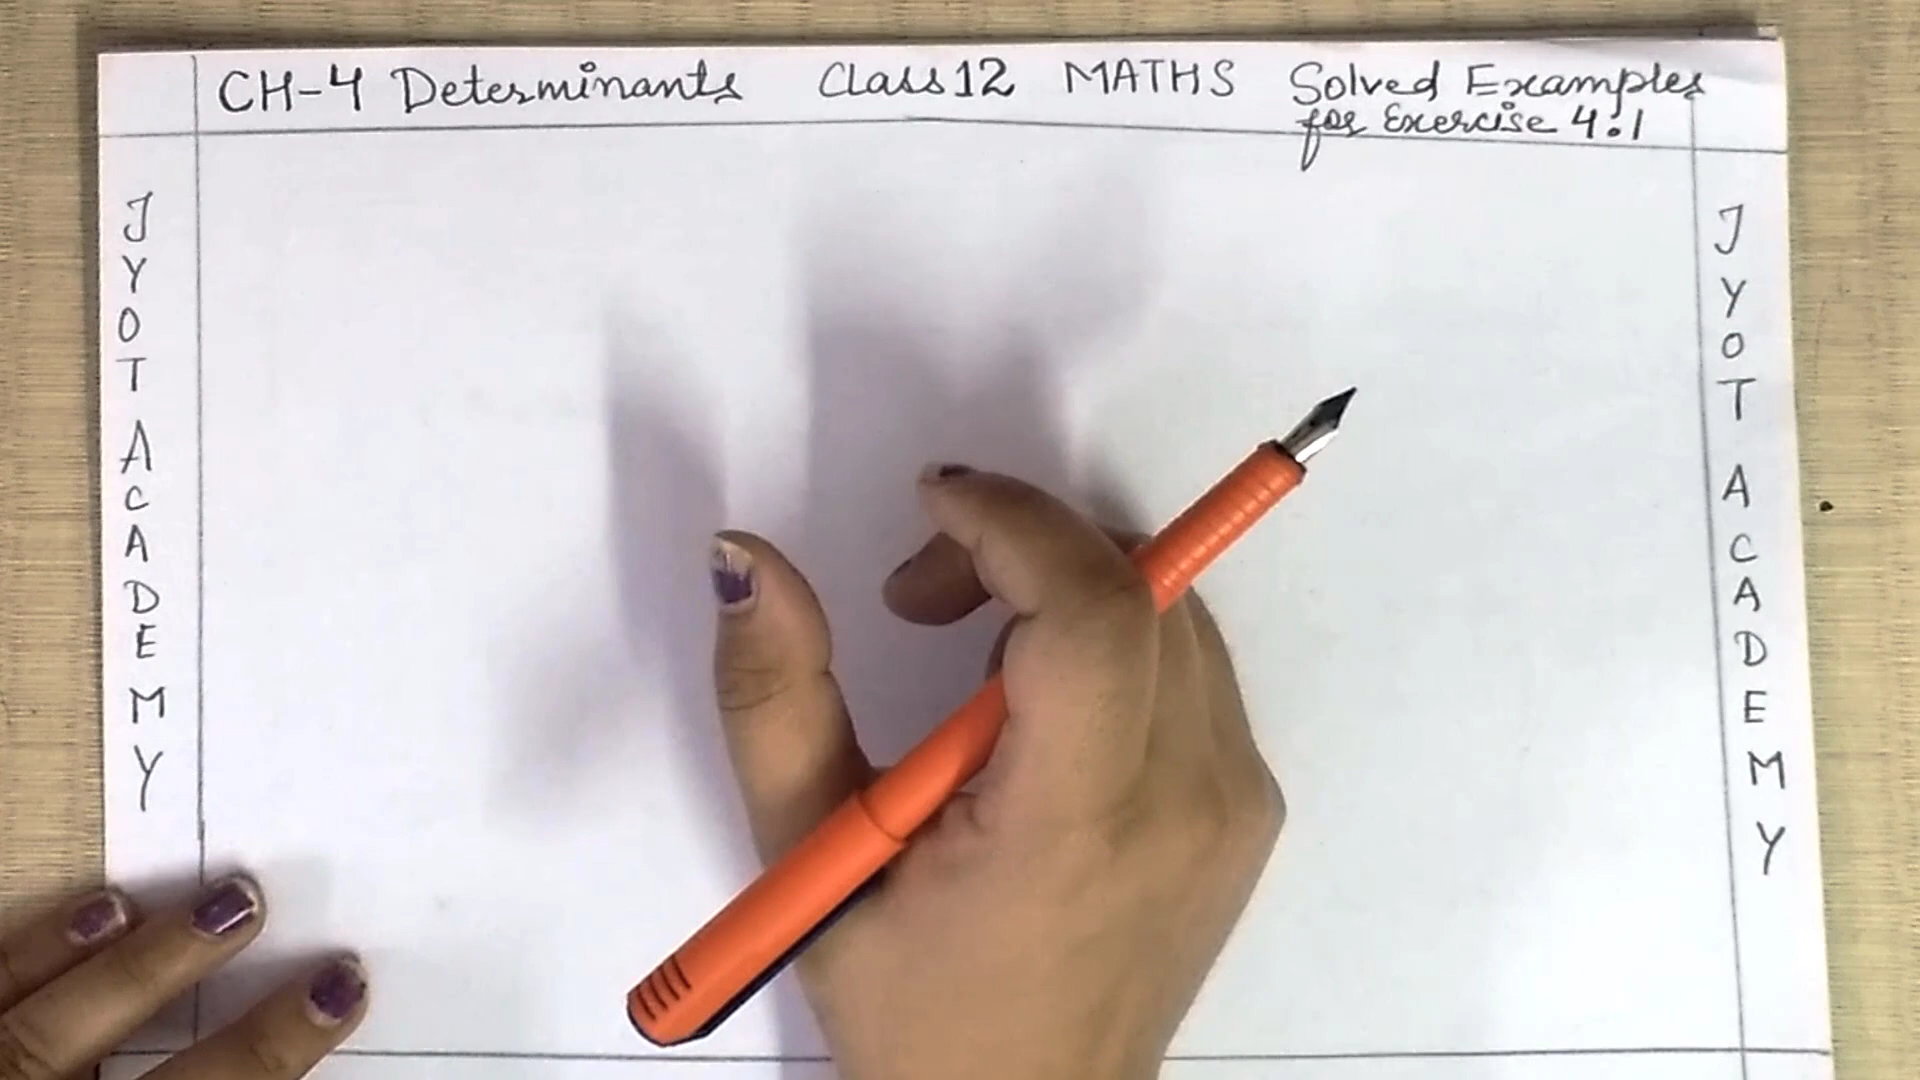 CH-4 Determinants Class 12 MATHS Solved Examples
for Exercise 4.1
JYOT ACADEMY
JYOT ACADEMY